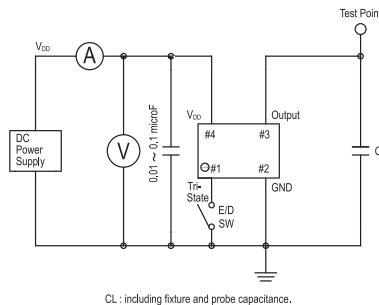 Test Poin
VDD
A
DC
Power
Supply
V
0.01 ~ 0.1 microF
VDD
Output
#4
#3
#1
#2
Tri-
State
GND
E/D
SW
C
CL : including fixture and probe capacitance.